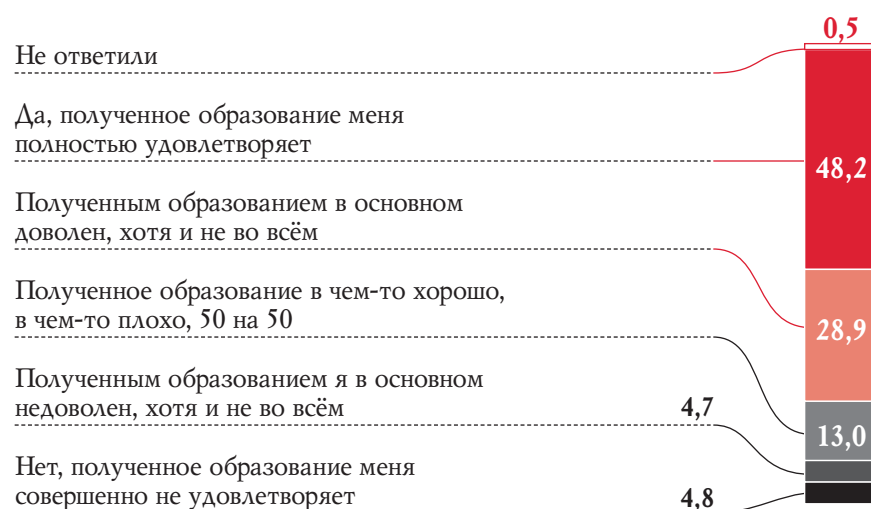 0,5
Не ответили
Да, полученное образование меня
полностью удовлетворяет
48,2
Полученным образованием в основном
доволен, хотя и не во всём
Полученное образование в чем-то хорошо,
в чем-то плохо, 50 на 50
28,9
Полученным образованием я в основном
недоволен, хотя и не во всём
4,7
13,0
Нет, полученное образование меня
совершенно не удовлетворяет
4,8